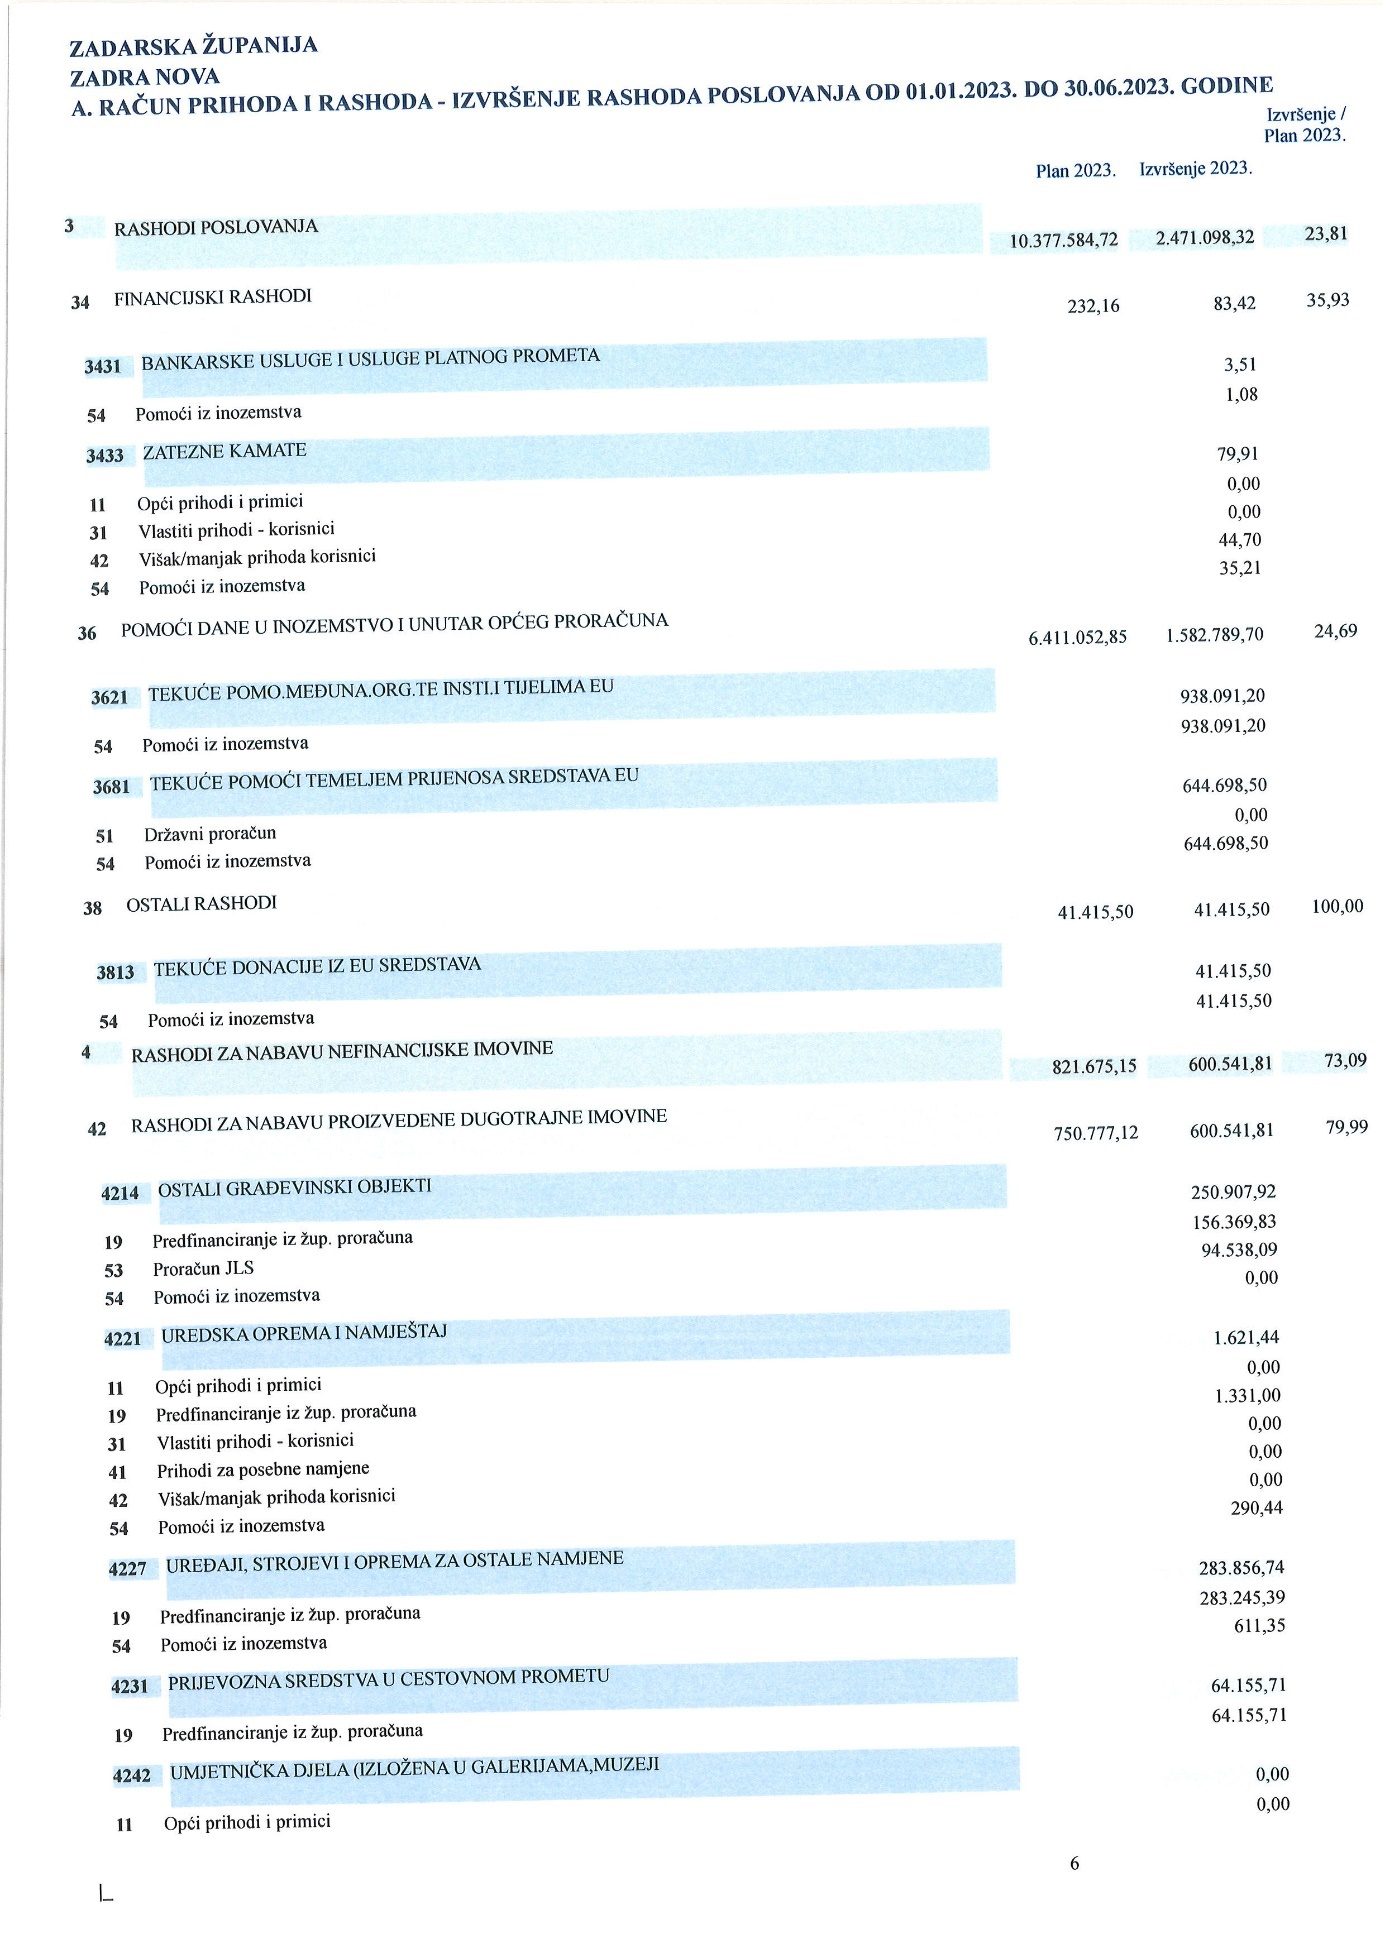 ZADARSKA ŽUPANIJA
ZADRA NOVA
A. RAČUN PRIHODA I RASHODA - IZVRŠENJE RASHODA POSLOVANJA OD 01.01.2023. DO 30.06.2023. GODINE
Izvršenje /
Plan 2023.
Plan 2023. Izvršenje 2023.
3 RASHODI POSLOVANJA 10.377.584,72 2.471.098,32 23,81
34 FINANCIJSKI RASHODI 232,16 83,42 35,93
3431 BANKARSKE USLUGE I USLUGE PLATNOG PROMETA 3,51
54 Pomoći iz inozemstva 1,08
3433 ZATEZNE KAMATE 79,91
11 Opći prihodi i primici 0,00
31 Vlastiti prihodi - korisnici 0,00
42 Višak/manjak prihoda korisnici 44,70
54 Pomoći iz inozemstva 35,21
36 POMOĆI DANE U INOZEMSTVO I UNUTAR OPĆEG PRORAČUNA 6.411.052,85 1.582.789,70 24,69
3621 TEKUĆE POMO.MEĐUNA.ORG.TE INSTI.I TIJELIMA EU 938.091,20
54 Pomoći iz inozemstva 938.091,20
3681 TEKUĆE POMOĆI TEMELJEM PRIJENOSA SREDSTAVA EU 644.698,50
51 Državni proračun 0,00
54 Pomoći iz inozemstva 644.698,50
38 OSTALI RASHODI 41.415,50 41.415,50 100,00
3813 TEKUĆE DONACIJE IZ EU SREDSTAVA 41.415,50
54 Pomoći iz inozemstva 41.415,50
4 RASHODI ZA NABAVU NEFINANCIJSKE IMOVINE 821.675,15 600.541,81 73,09
42 RASHODI ZA NABAVU PROIZVEDENE DUGOTRAJNE IMOVINE 750.777,12 600.541,81 79,99
4214 OSTALI GRAĐEVINSKI OBJEKTI 250.907,92
19 Predfinanciranje iz žup. proračuna 156.369,83
53 Proračun JLS 94.538,09
54 Pomoći iz inozemstva 0,00
4221 UREDSKA OPREMA I NAMJEŠTAJ 1.621,44
11 Opći prihodi i primici 0,00
19 Predfinanciranje iz žup. proračuna 1.331,00
31 Vlastiti prihodi - korisnici 0,00
41 Prihodi za posebne namjene 0,00
42 Višak/manjak prihoda korisnici 0,00
54 Pomoći iz inozemstva 290,44
4227 UREĐAJI, STROJEVI I OPREMA ZA OSTALE NAMJENE 283.856,74
19 Predfinanciranje iz žup. proračuna 283.245,39
54 Pomoći iz inozemstva 611,35
4231 PRIJEVOZNA SREDSTVA U CESTOVNOM PROMETU 64.155,71
19 Predfinanciranje iz žup. proračuna 64.155,71
4242 UMJETNIČKA DJELA (IZLOŽENA U GALERIJAMA,MUZEJI 0,00
11 Opći prihodi i primici 0,00
6